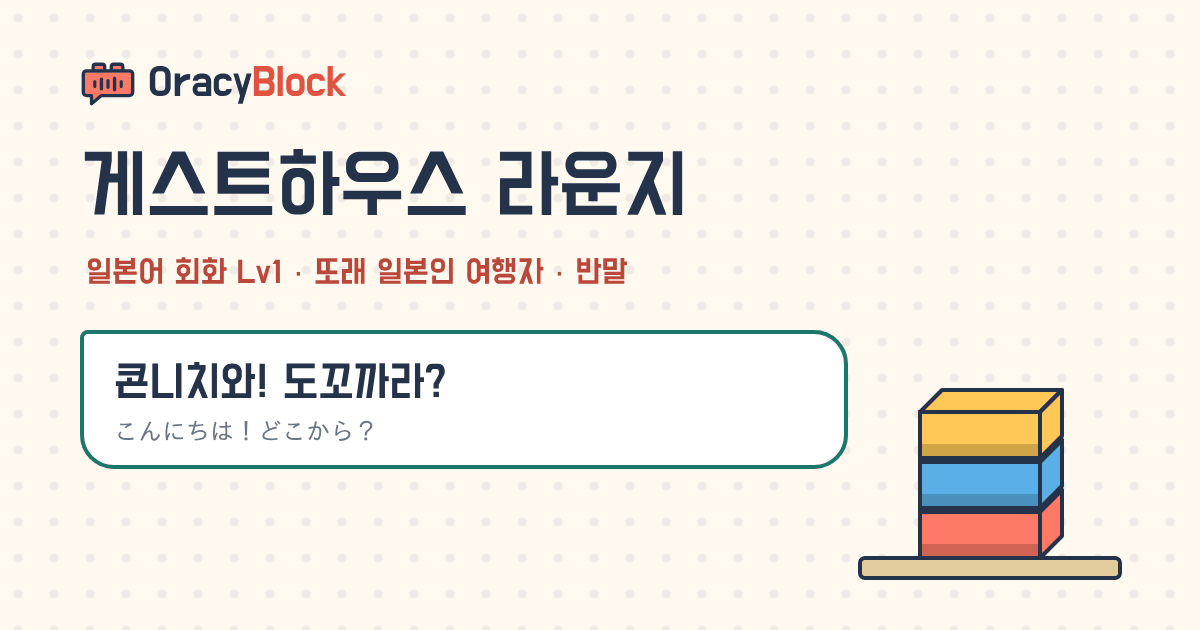 OracyBlock
게스트하우스 라운지
일본어 회화 Lv1 · 또래 일본인 여행자 · 반말
콘니치와! 도꼬까라?
こんにちは！どこから？